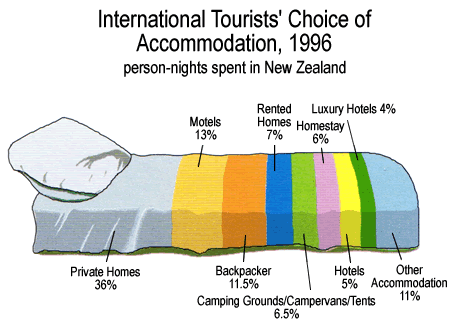 International Tourists' Choice of
Accommodation, 1996
person-nights spent in New Zealand
Motels
13%
Rented
Homes
7%
Luxury Hotels 4%
Homestay
6%
Private Homes
36%
Backpacker
11.5%
Camping Grounds/Campervans/Tents
6.5%
Hotels
5%
Other
Accommodation
11%